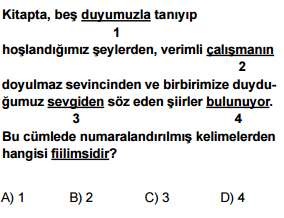 Kitapta, beş duyumuzla tanıyıp
1
hoşlandığımız şeylerden, verimli çalışmanın
2
doyulmaz sevincinden ve birbirimize duydu-
ğumuz sevgiden söz eden şiirler bulunuyor.
3 4
Bu cümlede numaralandırılmış kelimelerden
hangisi fiilimsidir?
A) 1 B) 2 C) 3 D) 4